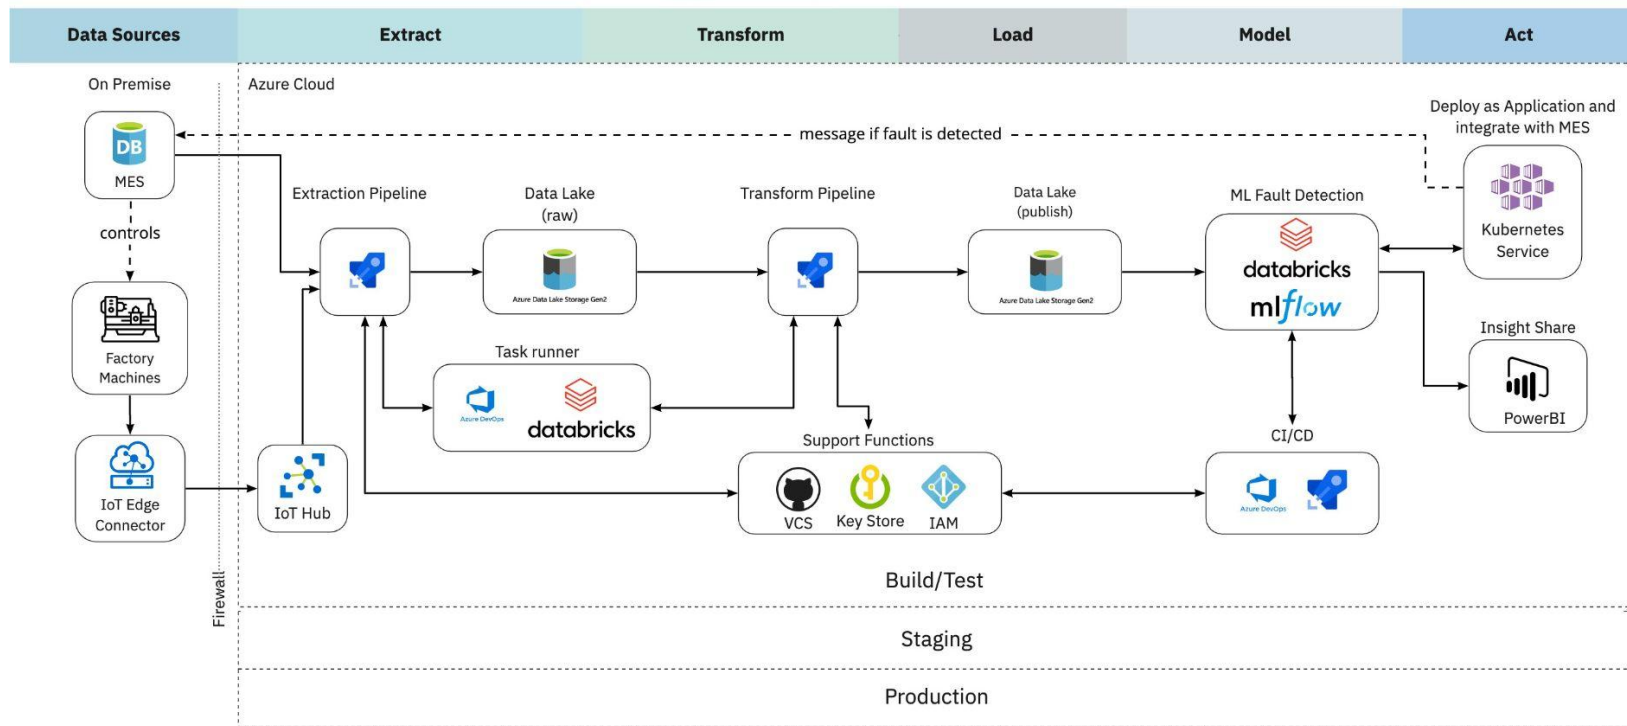 Data Sources
Extract
Transform
Load
Model
Act
On Premise
Azure Cloud
Deploy as Application and
integrate with MES
message if fault is detected
DB
MES
controls
Factory
Machines
IoT Edge
Connector
Firewall
IoT Hub
Extraction Pipeline
Data Lake
(raw)
Azure Data Lake Storage Gen2
Transform Pipeline
Data Lake
(publish)
Azure Data Lake Storage Gen2
ML Fault Detection
databricks
mlflow
Kubernetes
Service
Insight Share
PowerBI
Task runner
Azure DevOps
databricks
Support Functions
VCS
Key Store
IAM
CI/CD
Azure DevOps
Build/Test
Staging
Production